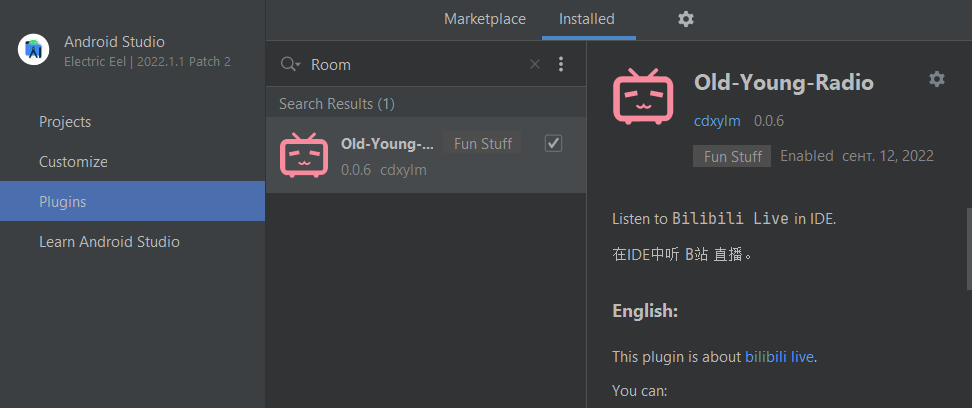 Marketplace
Installed
Android Studio
Electric Eel | 2022.1.1 Patch 2
Projects
Customize
Plugins
Learn Android Studio
Room
Search Results (1)
Old-Young-...
Fun Stuff
0.0.6 cdxylm
Old-Young-Radio
cdxylm 0.0.6
Fun Stuff Enabled сент. 12, 2022
Listen to Bilibili Live in IDE.
在IDE中听 B站 直播。
English:
This plugin is about bilibili live.
You can: